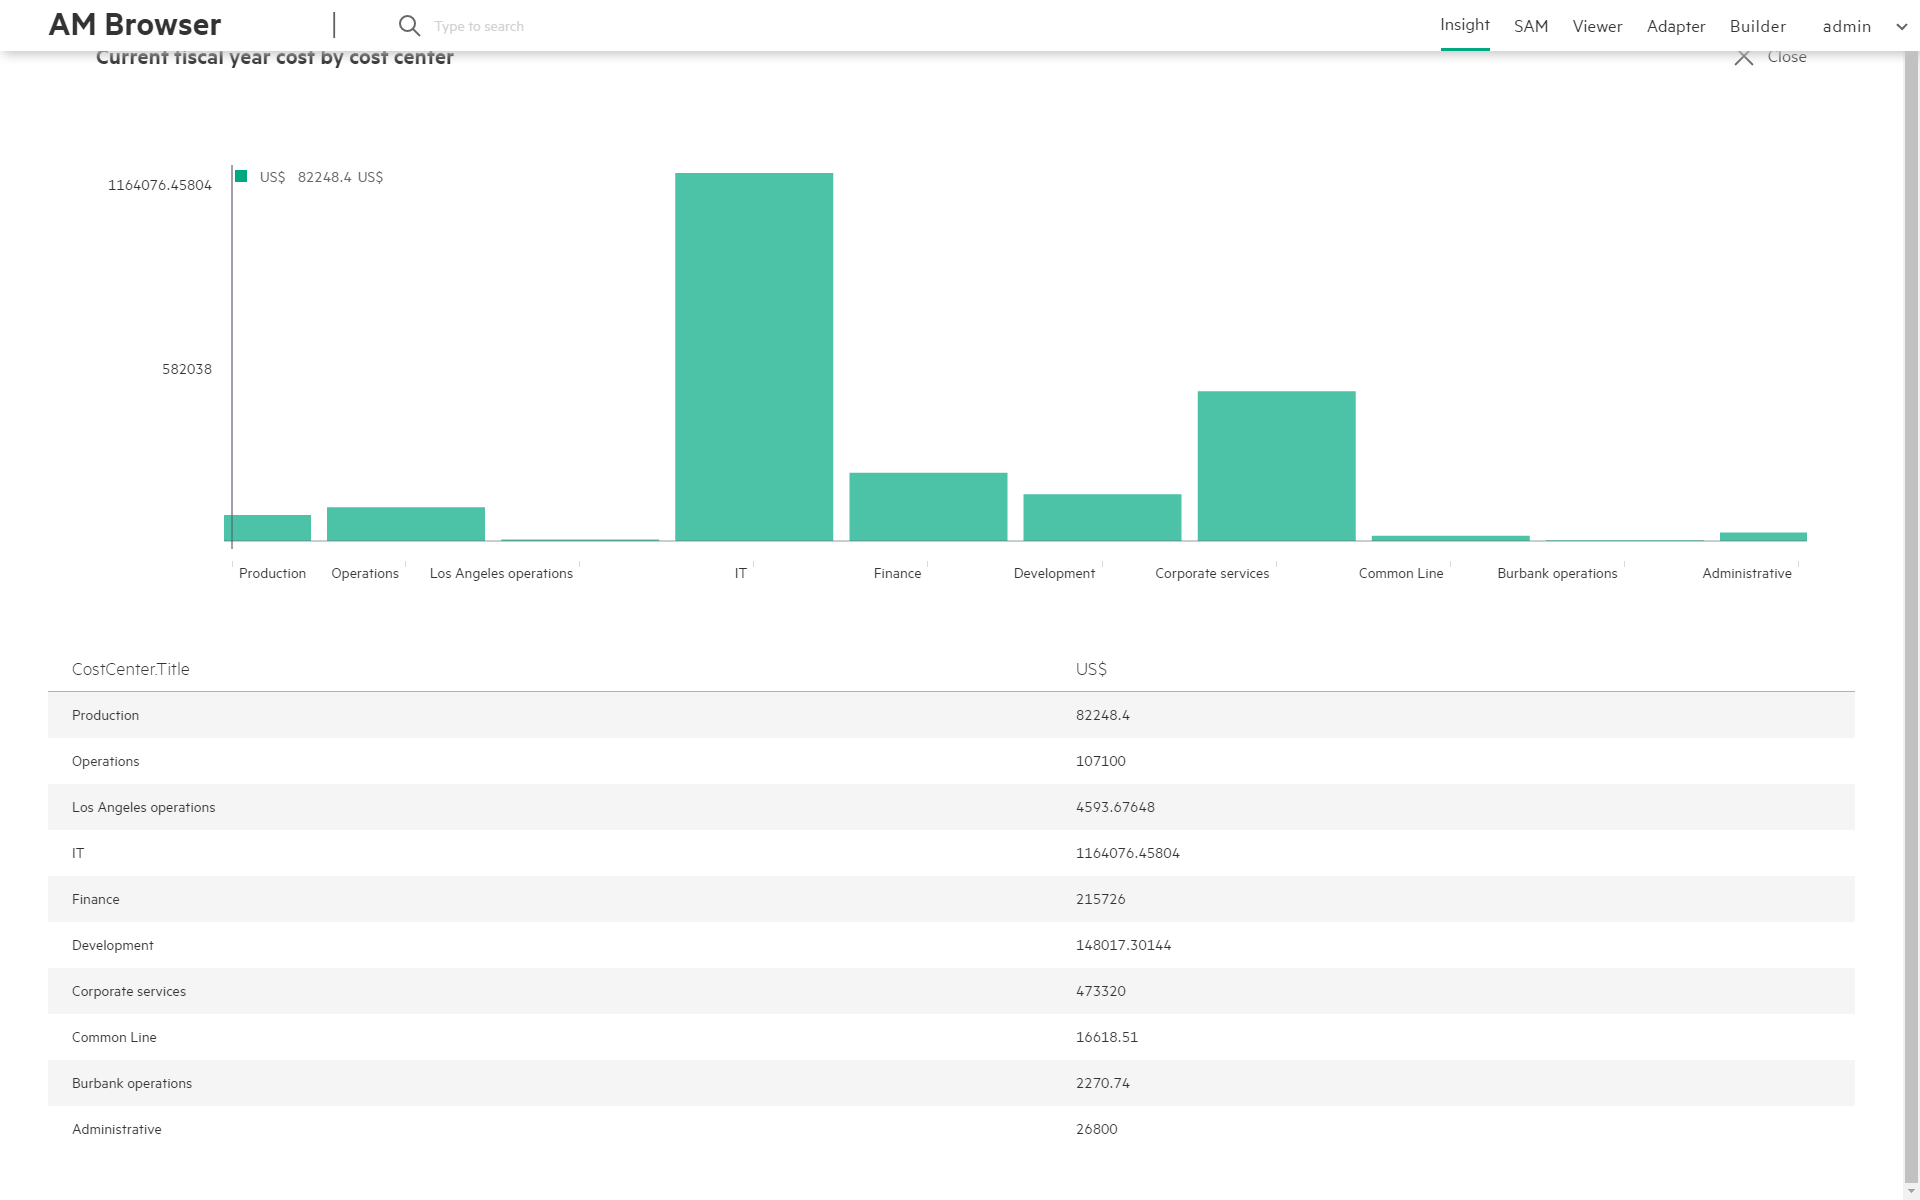 AM Browser
Type to search
Insight
SAM
Viewer
Adapter
Builder
admin
Current fiscal year cost by cost center
Close
1164076.45804
US$ 82248.4 US$
582038
Production
Operations
Los Angeles operations
IT
Finance
Development
Corporate services
Common Line
Burbank operations
Administrative
CostCenter.Title US$
Production 82248.4
Operations 107100
Los Angeles operations 4593.67648
IT 1164076.45804
Finance 215726
Development 148017.30144
Corporate services 473320
Common Line 16618.51
Burbank operations 2270.74
Administrative 26800